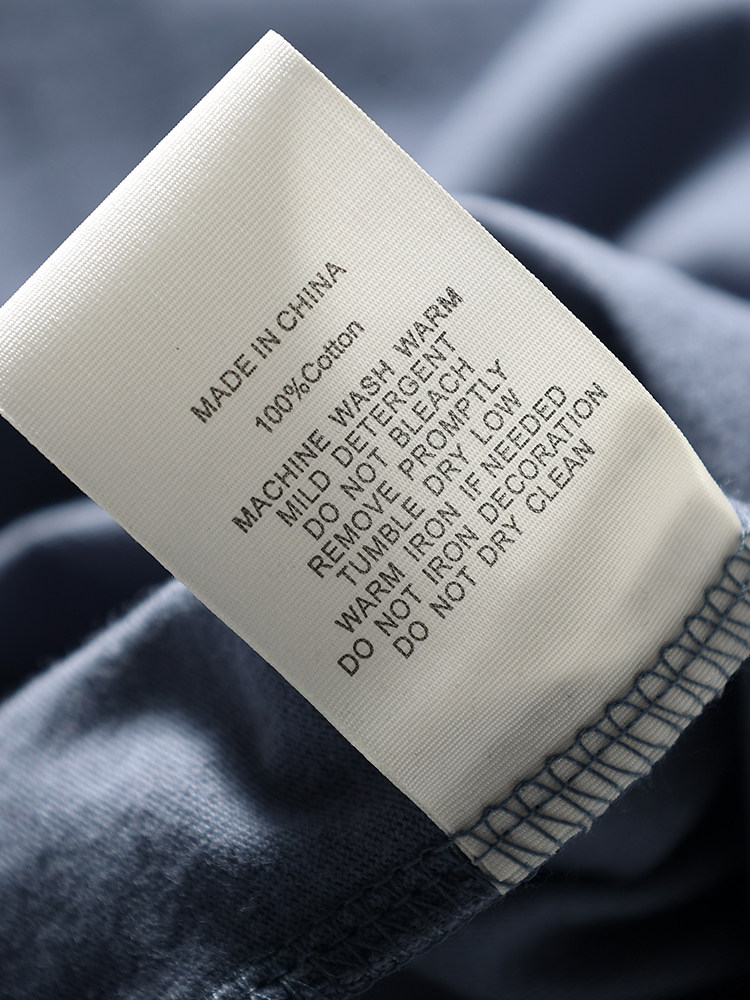 MADE IN CHINA
100%Cotton
MACHINE WASH WARM
MILD DETERGENT
DO NOT BLEACH
REMOVE PROMPTLY
TUMBLE DRY LOW
WARM IRON IF NEEDED
DO NOT IRON DECORATION
DO NOT DRY CLEAN